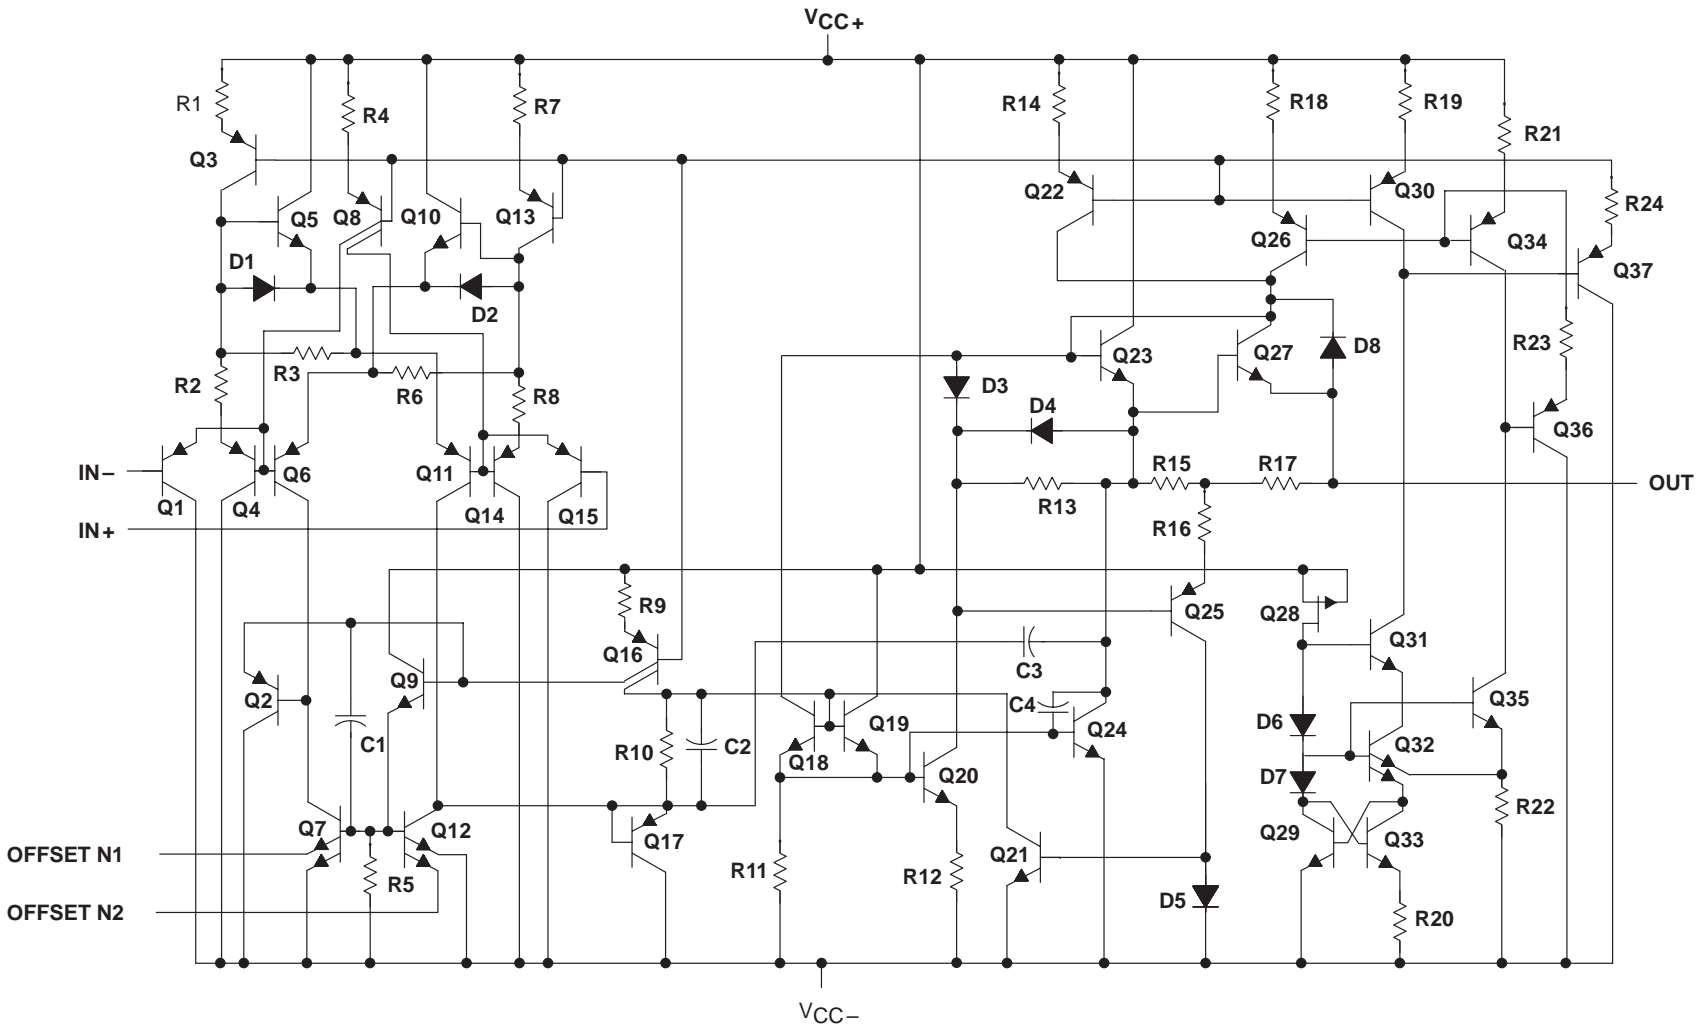 VCC+
R1
R4
R7
R14
R18
R19
R21
Q3
Q5
Q8
Q10
Q13
Q22
Q30
R24
Q26
Q34
Q37
D1
D2
Q23
Q27
D8
R23
R2
R3
R6
R8
D3
D4
Q36
IN–
Q6
Q11
R15
R17
OUT
Q1
Q4
Q14
Q15
R13
IN+
R16
R9
Q25
Q28
Q16
C3
Q31
Q2
Q9
C4
Q35
C1
R10
C2
Q19
Q24
D6
Q18
Q32
Q20
D7
R22
Q7
Q12
Q17
Q29
Q33
OFFSET N1
Q21
R5
R11
R12
D5
OFFSET N2
R20
VCC–